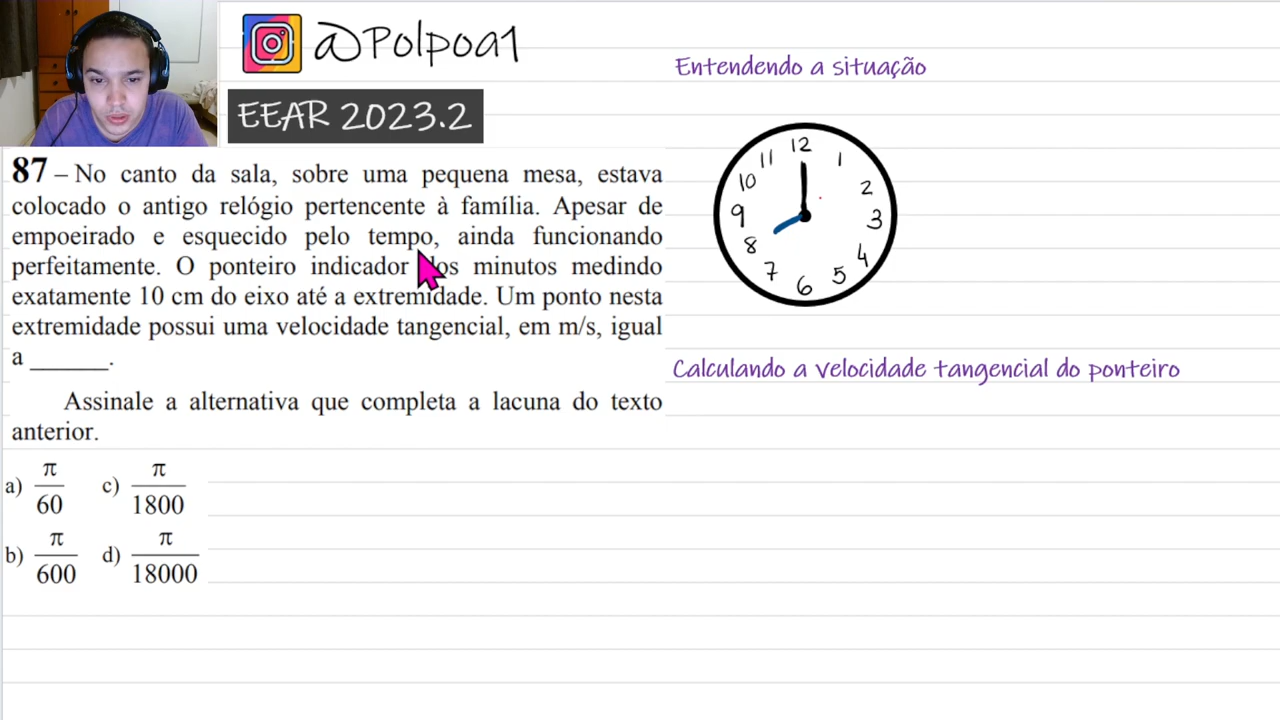 @Polpoa1
EEAR 2023.2
87 – No canto da sala, sobre uma pequena mesa, estava
colocado o antigo relógio pertencente à família. Apesar de
empoeirado e esquecido pelo tempo, ainda funcionando
perfeitamente. O ponteiro indicador dos minutos medindo
exatamente 10 cm do eixo até a extremidade. Um ponto nesta
extremidade possui uma velocidade tangencial, em m/s, igual
a ______.
Assinale a alternativa que completa a lacuna do texto
anterior.
a) π/60 c) π/1800
b) π/600 d) π/18000
Entendendo a situação
12
11 1
10 2
9 3
8 4
7 5
6
Calculando a velocidade tangencial do ponteiro